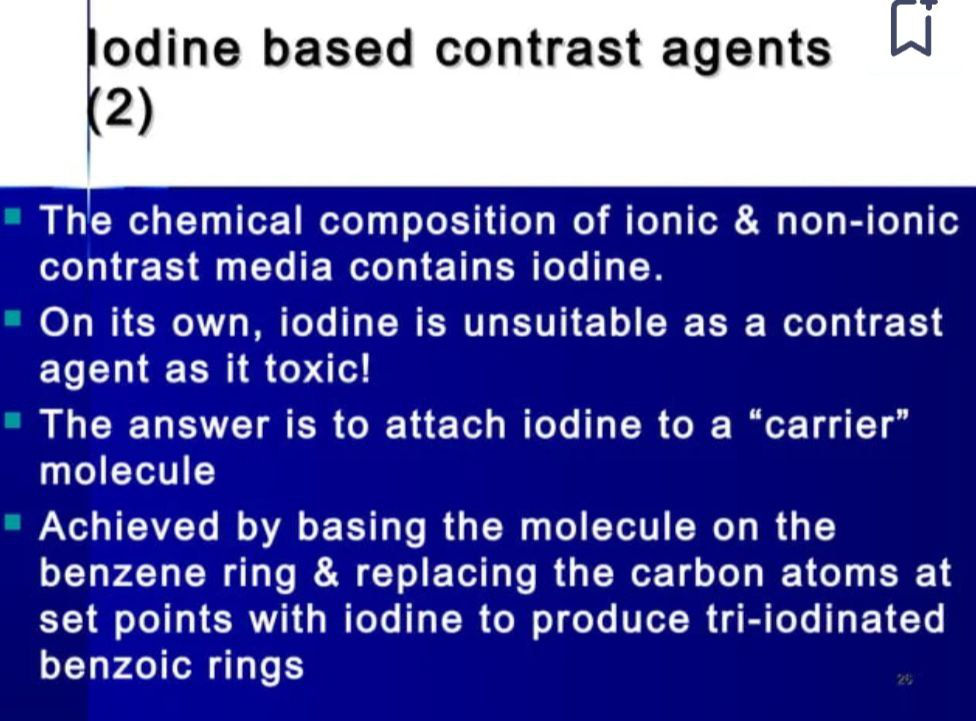 Iodine based contrast agents
(2)
The chemical composition of ionic & non-ionic
contrast media contains iodine.
On its own, iodine is unsuitable as a contrast
agent as it toxic!
The answer is to attach iodine to a “carrier”
molecule
Achieved by basing the molecule on the
benzene ring & replacing the carbon atoms at
set points with iodine to produce tri-iodinated
benzoic rings